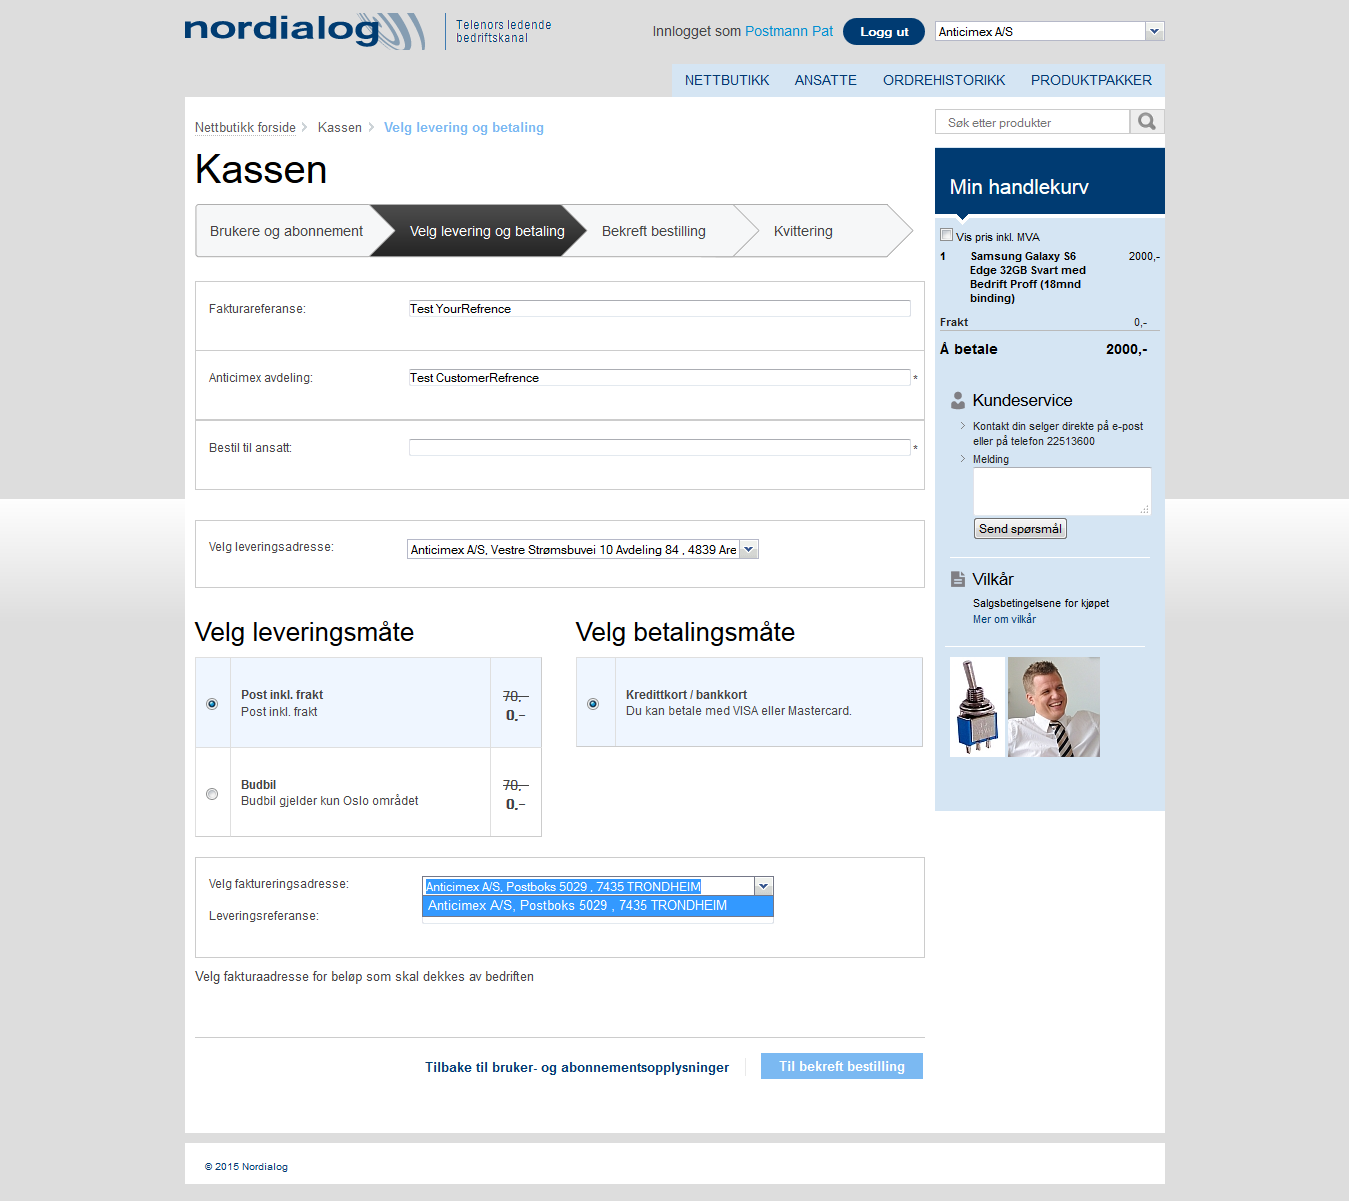 nordialog
Telenors ledende
bedriftskanal
Innlogget som Postmann Pat
Logg ut
Anticimex A/S
NETTBUTIKK ANSATTE ORDREHISTORIKK PRODUKTPAKKER
Nettbutikk forside Kassen Velg levering og betaling
Søk etter produkter
Kassen
Brukere og abonnement Velg levering og betaling Bekreft bestilling Kvittering
Fakturareferanse: Test YourRefrence
Anticimex avdeling: Test CustomerRefrence *
Bestil til ansatt: *
Velg leveringsadresse: Anticimex A/S, Vestre Strømsbuvei 10 Avdeling 84 , 4839 Are
Velg leveringsmåte
Post inkl. frakt
Post inkl. frakt
70.-
0.-
Budbil
Budbil gjelder kun Oslo området
70.-
0.-
Velg betalingsmåte
Kredittkort / bankkort
Du kan betale med VISA eller Mastercard.
Velg faktureringsadresse: Anticimex A/S, Postboks 5029 , 7435 TRONDHEIM
Anticimex A/S, Postboks 5029 , 7435 TRONDHEIM
Leveringsreferanse:
Velg fakturaadresse for beløp som skal dekkes av bedriften
Tilbake til bruker- og abonnementsopplysninger
Til bekreft bestilling
Min handlekurv
Vis pris inkl. MVA
1 Samsung Galaxy S6 2000,-
Edge 32GB Svart med
Bedrift Proff (18mnd
binding)
Frakt 0,-
Å betale 2000,-
Kundeservice
Kontakt din selger direkte på e-post
eller på telefon 22513600
Melding
Send spørsmål
Vilkår
Salgsbetingelsene for kjøpet
Mer om vilkår
© 2015 Nordialog